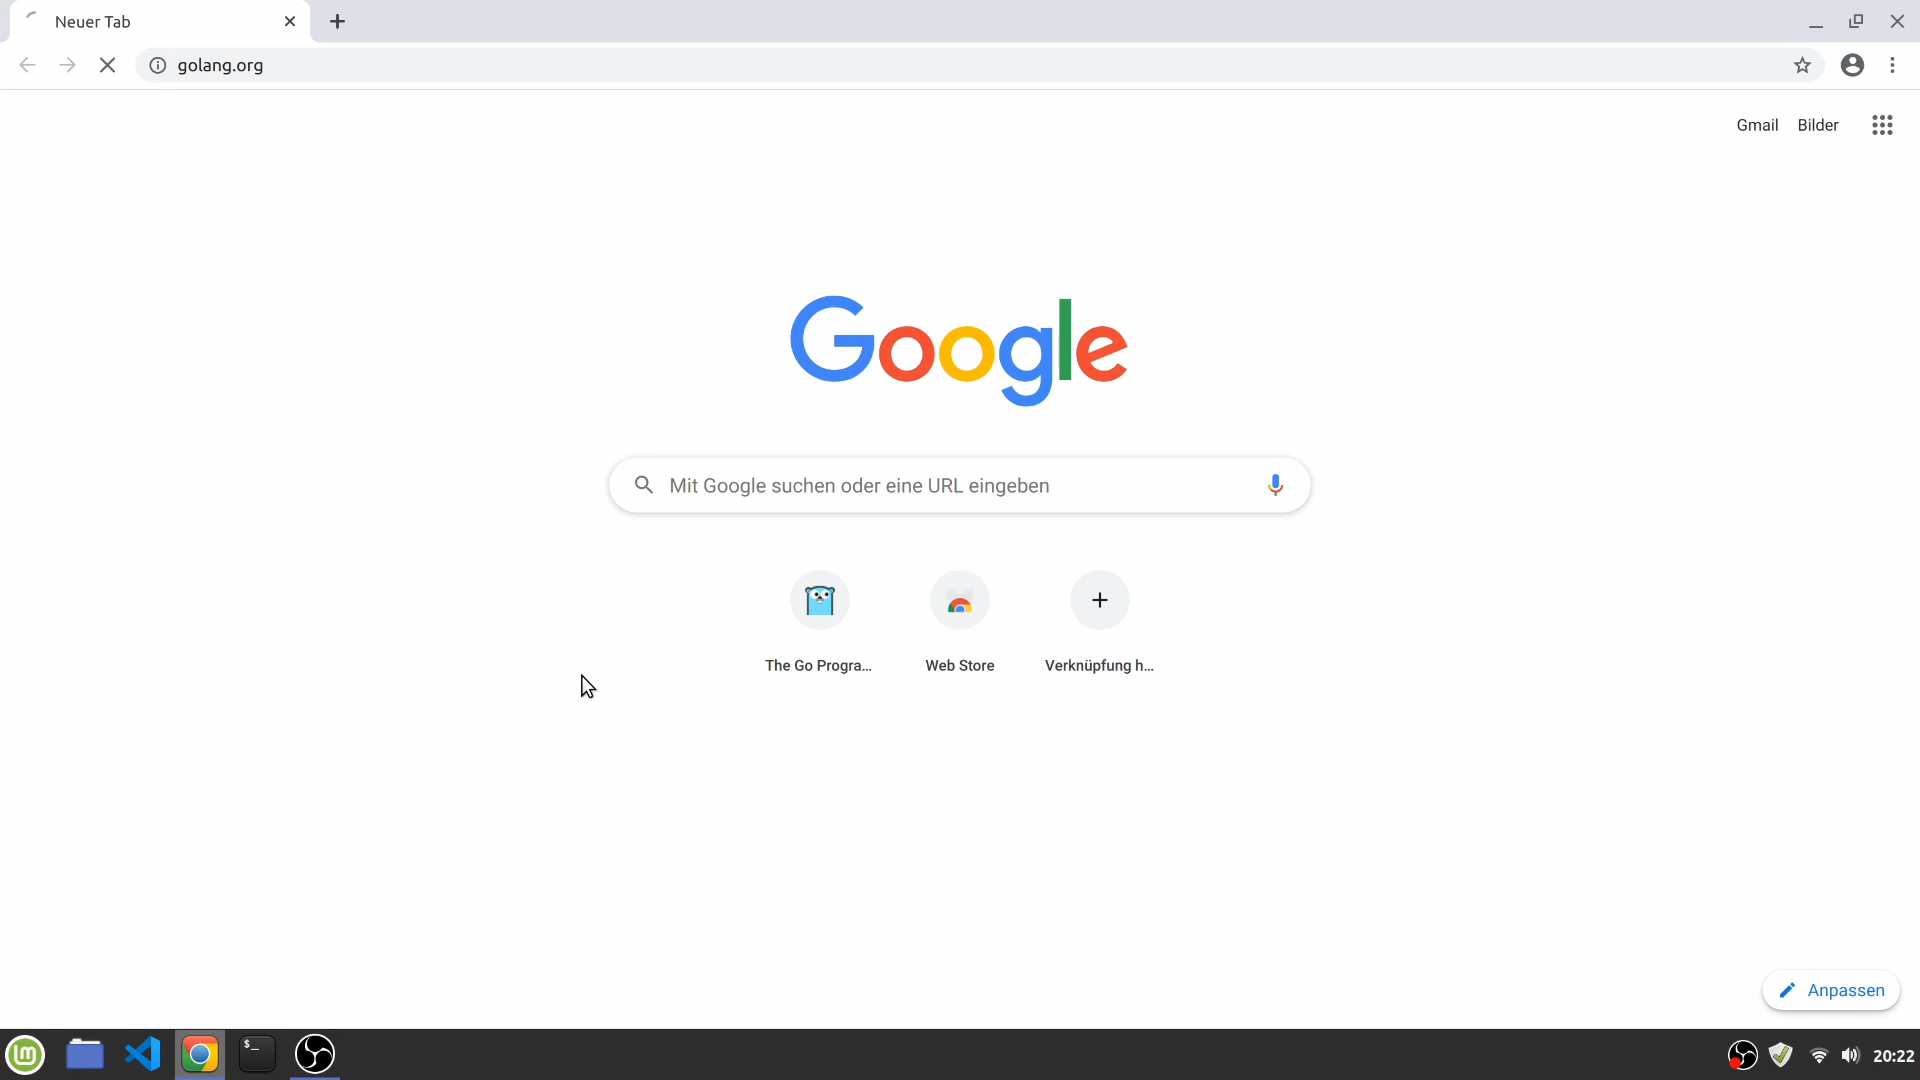 Neuer Tab
golang.org
Gmail Bilder
Google
Mit Google suchen oder eine URL eingeben
The Go Progra...
Web Store
Verknüpfung h...
Anpassen
$_
20:22